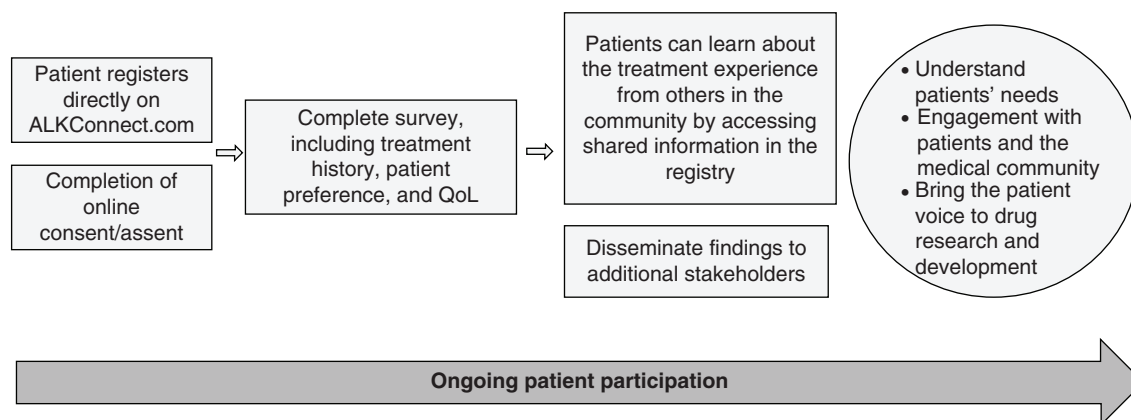 Patient registers
directly on
ALKConnect.com
Completion of
online
consent/assent
Complete survey,
including treatment
history, patient
preference, and QoL
Patients can learn about
the treatment experience
from others in the
community by accessing
shared information in the
registry
Disseminate findings to
additional stakeholders
• Understand
patients’ needs
• Engagement with
patients and the
medical community
• Bring the patient
voice to drug
research and
development
Ongoing patient participation